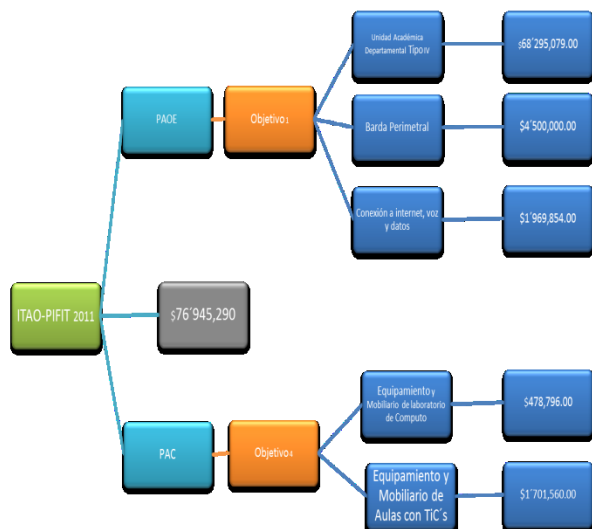 Unidad Académica
Departamental Tipo IV
$68´295,079.00
PAOE
Objetivo 1
Barda Perimetral
$4´500,000.00
Conexión a internet, voz
y datos
$1´969,854.00
ITAO-PIFIT 2011
$76´945,290
Equipamiento y
Mobiliario de laboratorio
de Computo
$478,796.00
PAC
Objetivo 4
Equipamiento y
Mobiliario de
Aulas con TiC´s
$1´701,560.00